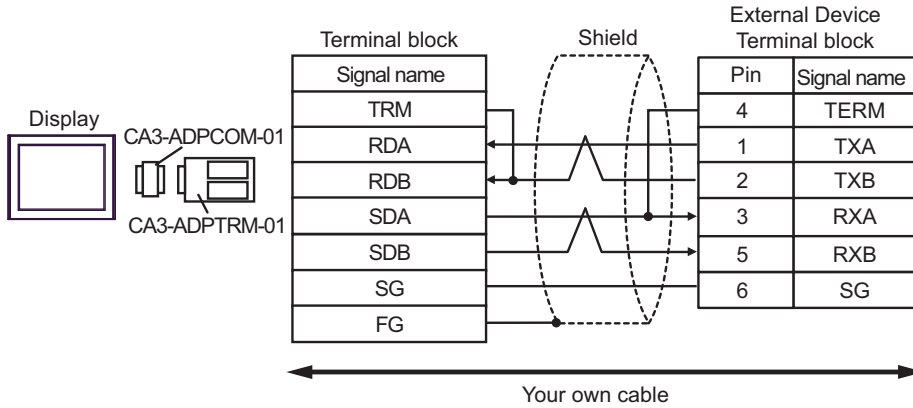 External Device
Terminal block
Shield
Terminal block
Signal name
Pin
Signal name
TRM
4
TERM
Display
CA3-ADPCOM-01
RDA
1
TXA
RDB
2
TXB
CA3-ADPTRM-01
SDA
3
RXA
SDB
5
RXB
SG
6
SG
FG
Your own cable